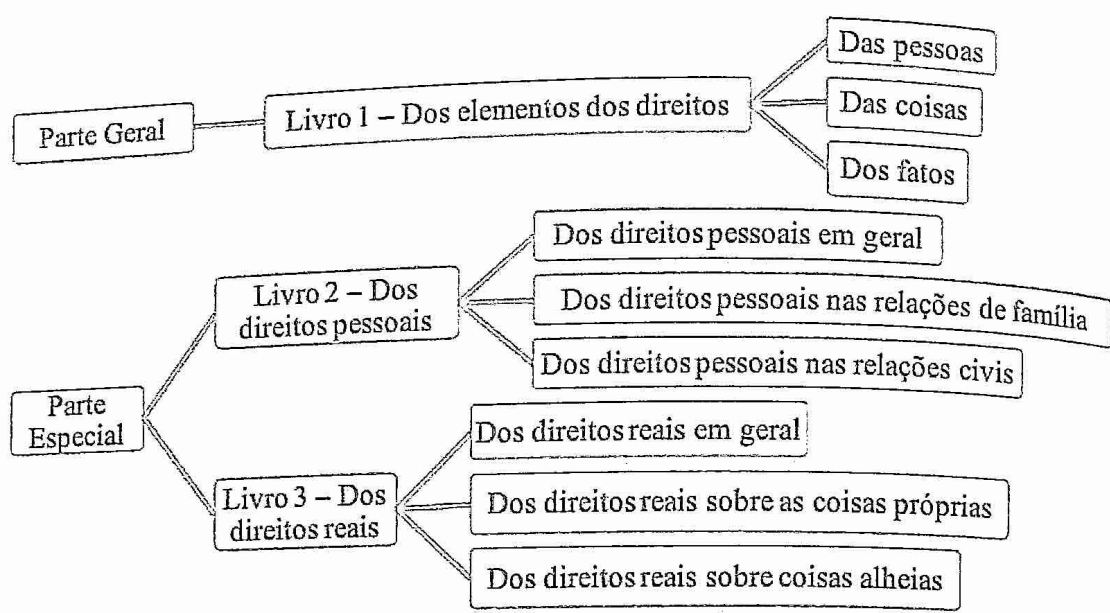 Parte Geral
Livro 1 – Dos elementos dos direitos
Das pessoas
Das coisas
Dos fatos
Parte
Especial
Livro 2 – Dos
direitos pessoais
Dos direitos pessoais em geral
Dos direitos pessoais nas relações de família
Dos direitos pessoais nas relações civis
Livro 3 – Dos
direitos reais
Dos direitos reais em geral
Dos direitos reais sobre as coisas próprias
Dos direitos reais sobre coisas alheias